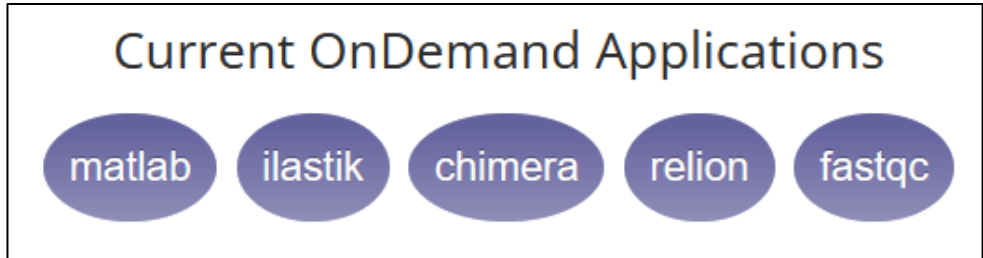 Current OnDemand Applications
matlab ilastik chimera relion fastqc